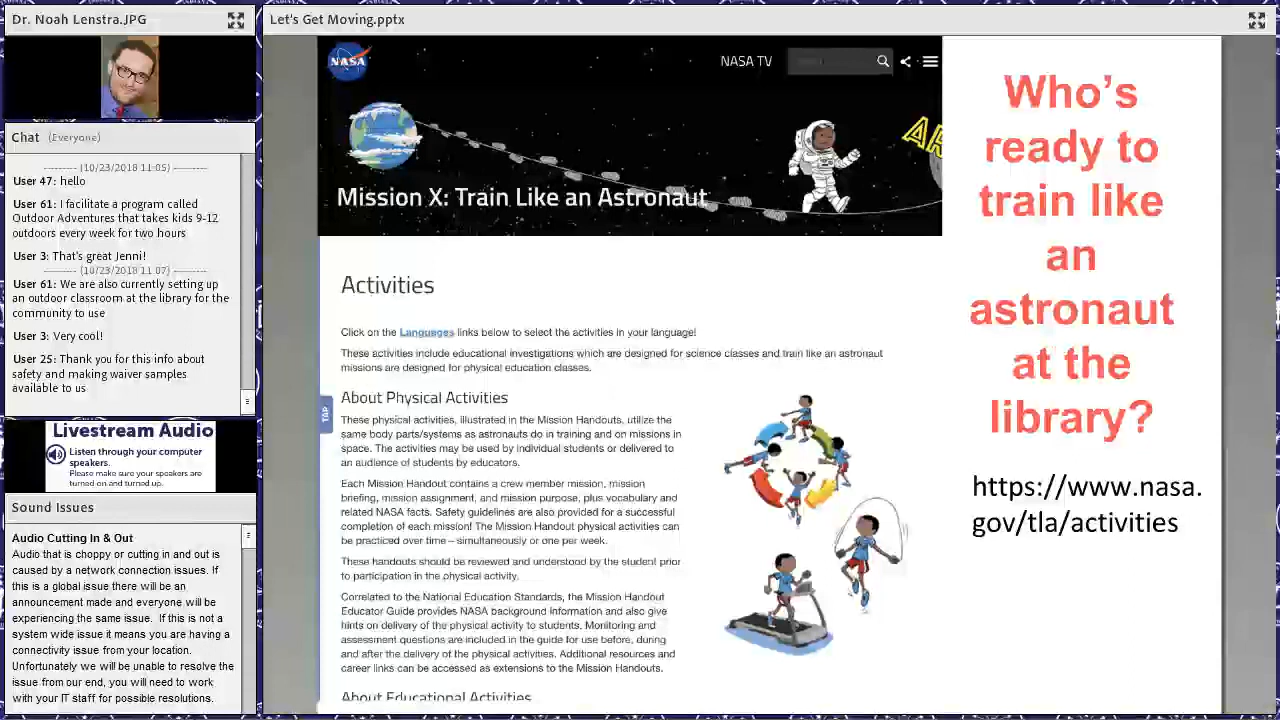 Dr. Noah Lenstra.JPG
Chat (Everyone)
-------- (10/23/2018 11:05) --------
User 47: hello
User 61: I facilitate a program called
Outdoor Adventures that takes kids 9-12
outdoors every week for two hours
User 3: That's great Jenni!
-------- (10/23/2018 11:07) --------
User 61: We are also currently setting up
an outdoor classroom at the library for the
community to use
User 3: Very cool!
User 25: Thank you for this info about
safety and making waiver samples
available to us
Livestream Audio
Listen through your computer
speakers.
Please make sure your speakers are
turned on and turned up.
Sound Issues
Audio Cutting In & Out
Audio that is choppy or cutting in and out is
caused by a network connection issues. If
this is a global issue there will be an
announcement made and everyone will be
experiencing the same issue. If this is not a
system wide issue it means you are having a
connectivity issue from your location.
Unfortunately we will be unable to resolve the
issue from our end, you will need to work
with your IT staff for possible resolutions.
Let's Get Moving.pptx
NASA
NASA TV
Mission X: Train Like an Astronaut
Activities
Click on the Languages links below to select the activities in your language!
These activities include educational investigations which are designed for science classes and train like an astronaut
missions are designed for physical education classes.
About Physical Activities
TAP
These physical activities, illustrated in the Mission Handouts, utilize the
same body parts/systems as astronauts do in training and on missions in
space. The activities may be used by individual students or delivered to
an audience of students by educators.
Each Mission Handout contains a crew member mission, mission
briefing, mission assignment, and mission purpose, plus vocabulary and
related NASA facts. Safety guidelines are also provided for a successful
completion of each mission! The Mission Handout physical activities can
be practiced over time – simultaneously or one per week.
These handouts should be reviewed and understood by the student prior
to participation in the physical activity.
Correlated to the National Education Standards, the Mission Handout
Educator Guide provides NASA background information and also give
hints on delivery of the physical activity to students. Monitoring and
assessment questions are included in the guide for use before, during
and after the delivery of the physical activities. Additional resources and
career links can be accessed as extensions to the Mission Handouts.
About Educational Activities
Who's
ready to
train like
an
astronaut
at the
library?
https://www.nasa.
gov/tla/activities